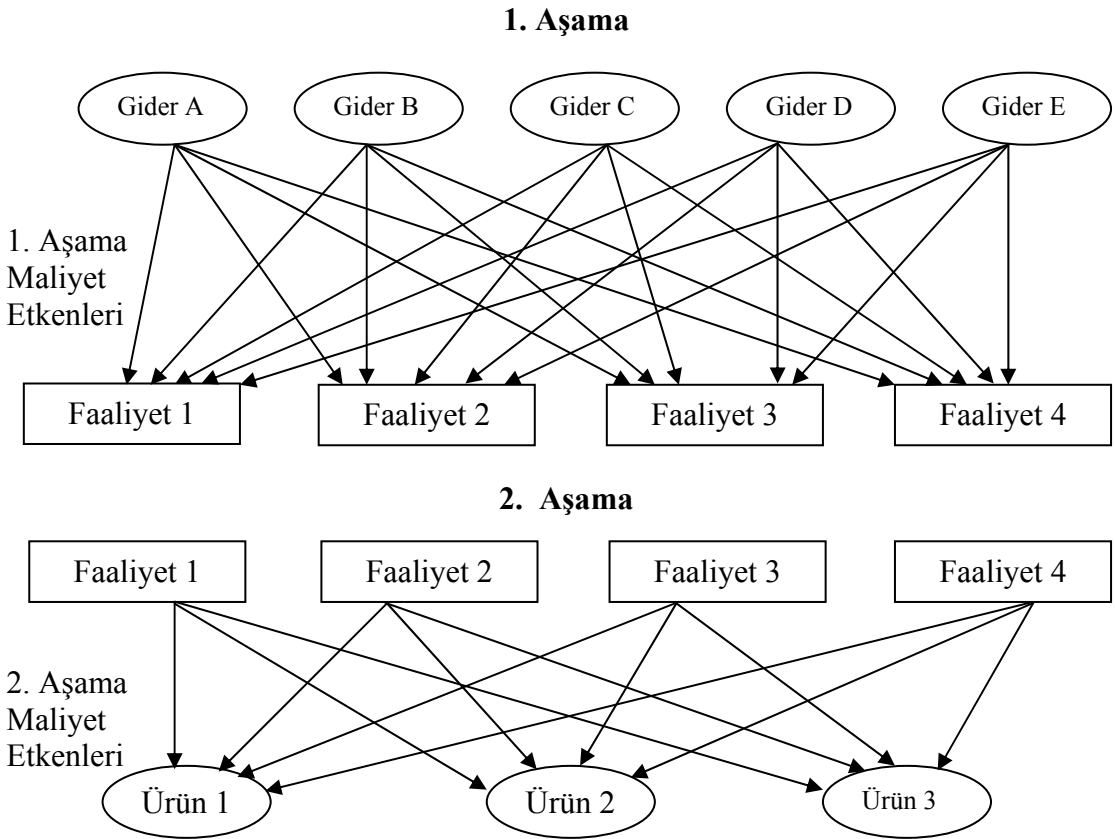 1. Aşama
Gider A
Gider B
Gider C
Gider D
Gider E
1. Aşama
Maliyet
Etkenleri
Faaliyet 1
Faaliyet 2
Faaliyet 3
Faaliyet 4
2. Aşama
Faaliyet 1
Faaliyet 2
Faaliyet 3
Faaliyet 4
2. Aşama
Maliyet
Etkenleri
Ürün 1
Ürün 2
Ürün 3